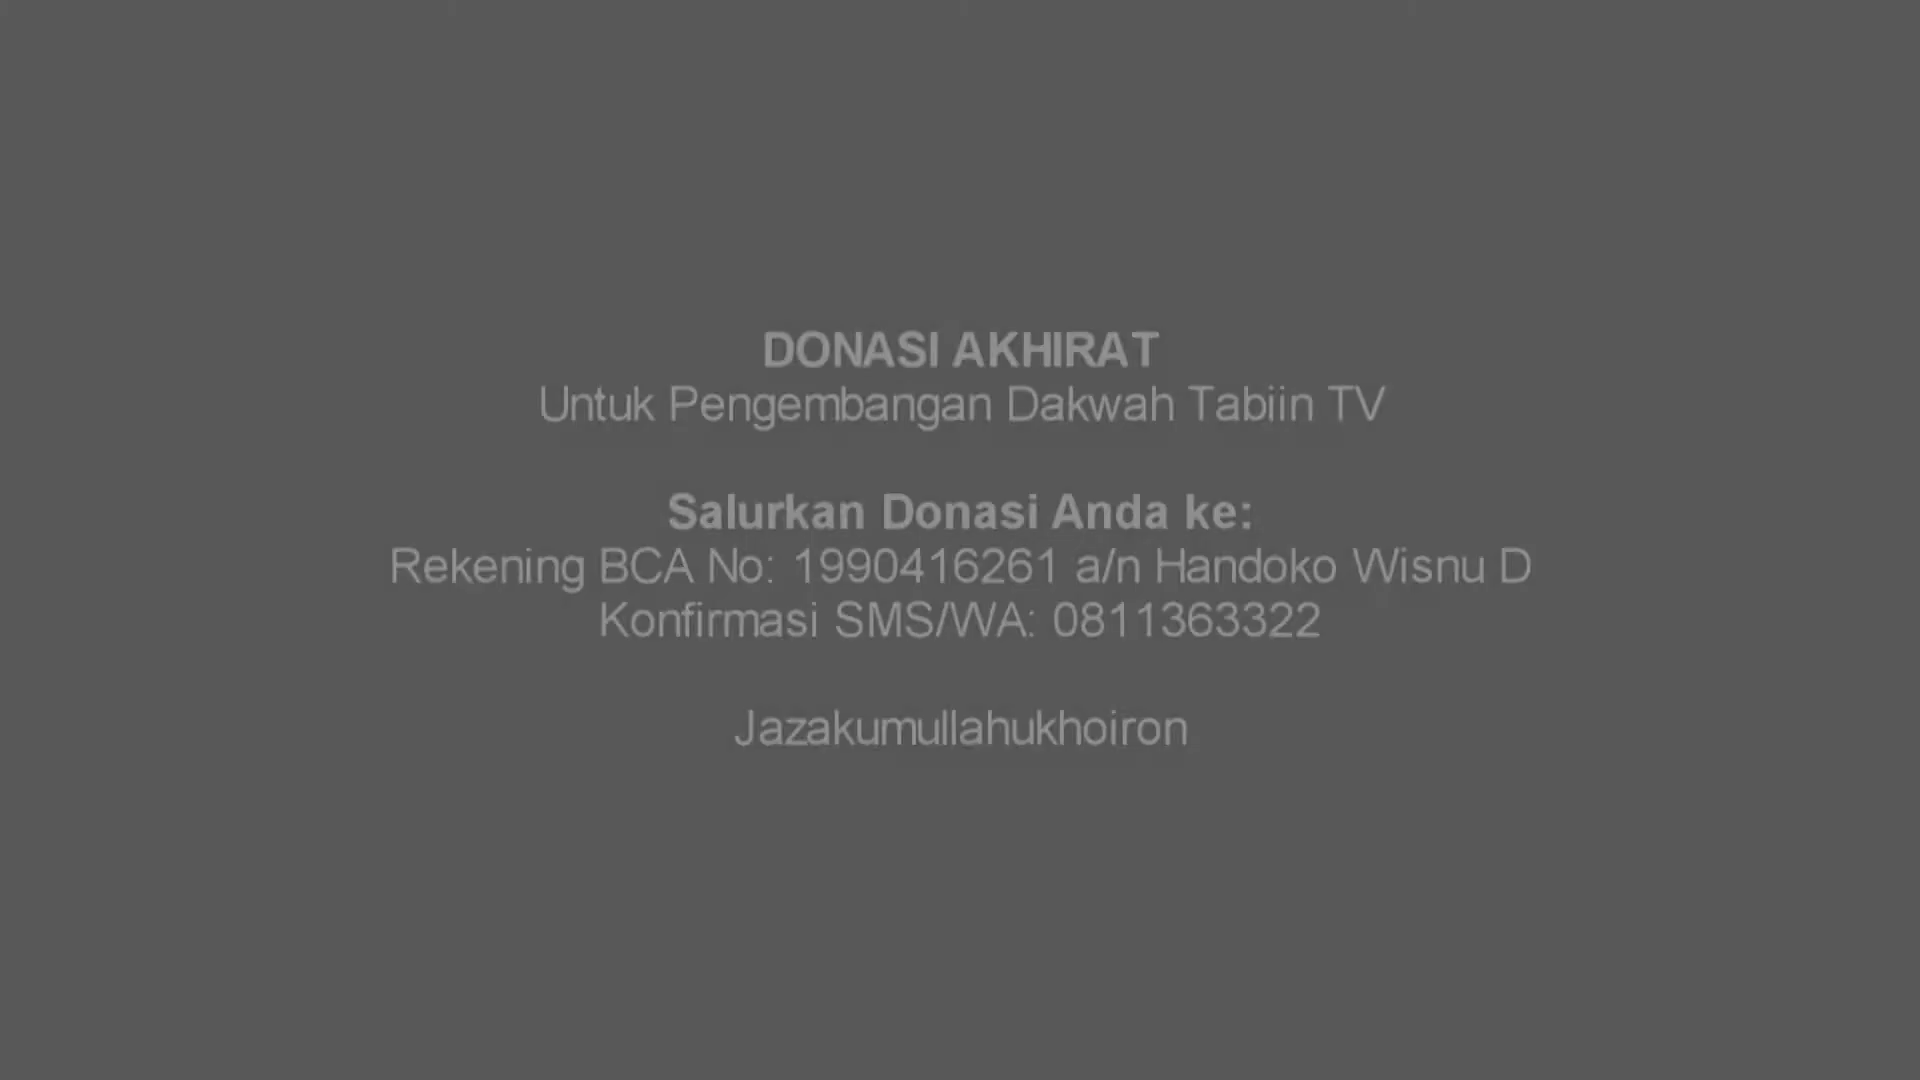 DONASI AKHIRAT
Untuk Pengembangan Dakwah Tabiin TV
Salurkan Donasi Anda ke:
Rekening BCA No: 1990416261 a/n Handoko Wisnu D
Konfirmasi SMS/WA: 0811363322
Jazakumullahukhoiron